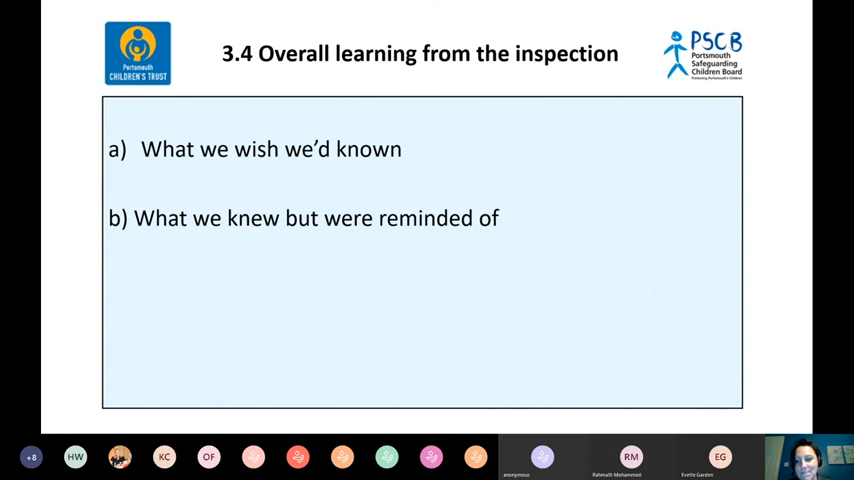 3.4 Overall learning from the inspection
Portsmouth
CHILDREN'S TRUST
PSCB
Portsmouth
Safeguarding
Children Board
Protecting Portsmouth's Children
a) What we wish we'd known
b) What we knew but were reminded of
+8
HW
KC
OF
RM
EG
anonymous
Rahmath Mohammed
Evette Garden